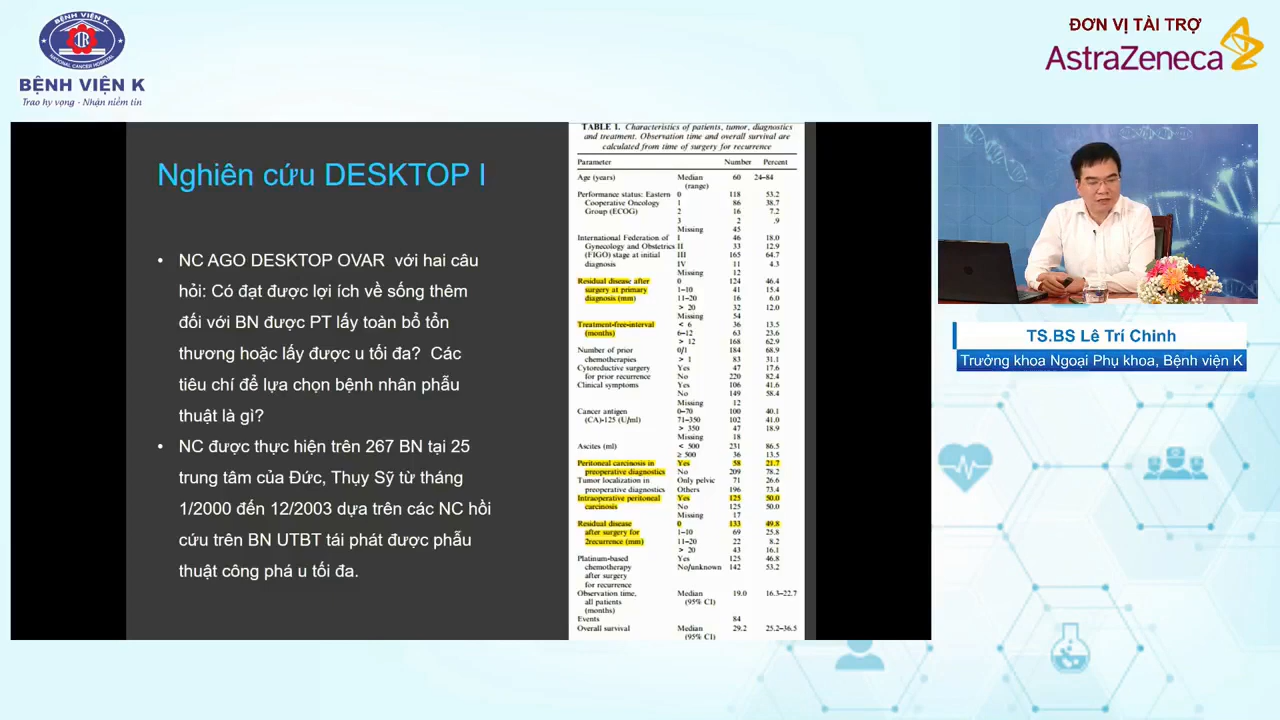 BỆNH VIỆN K
NATIONAL CANCER HOSPITAL
BỆNH VIỆN K
Trao hy vọng - Nhận niềm tin
ĐƠN VỊ TÀI TRỢ
AstraZeneca
Nghiên cứu DESKTOP I
• NC AGO DESKTOP OVAR với hai câu
hỏi: Có đạt được lợi ích về sống thêm
đối với BN được PT lấy toàn bổ tổn
thương hoặc lấy được u tối đa? Các
tiêu chí để lựa chọn bệnh nhân phẫu
thuật là gì?
• NC được thực hiện trên 267 BN tại 25
trung tâm của Đức, Thụy Sỹ từ tháng
1/2000 đến 12/2003 dựa trên các NC hồi
cứu trên BN UTBT tái phát được phẫu
thuật công phá u tối đa.
TABLE 1. Characteristics of patients, tumor, diagnostics
and treatment. Observation time and overall survival are
calculated from time of surgery for recurrence
Parameter Number Percent
Age (years) Median 60 24–84
(range)
Performance status: Eastern 0 118 53.2
Cooperative Oncology 1 86 38.7
Group (ECOG) 2 16 7.2
3 2 .9
Missing 45
International Federation of I 46 18.0
Gynecology and Obstetrics II 33 12.9
(FIGO) stage at initial III 165 64.7
diagnosis IV 11 4.3
Missing 12
Residual disease after 0 124 46.4
surgery at primary 1–10 41 15.4
diagnosis (mm) 11–20 16 6.0
> 20 32 12.0
Missing 54
Treatment-free-interval < 6 36 13.5
(months) 6–12 63 23.6
> 12 168 62.9
Number of prior 0/1 184 68.9
chemotherapies > 1 83 31.1
Cytoreductive surgery Yes 47 17.6
for prior recurrence No 220 82.4
Clinical symptoms Yes 106 41.6
No 149 58.4
Missing 12
Cancer antigen 0–70 100 40.1
(CA)-125 (U/ml) 71–350 102 41.0
> 350 47 18.9
Missing 18
Ascites (ml) < 500 231 86.5
≥ 500 36 13.5
Peritoneal carcinosis in Yes 58 21.7
preoperative diagnostics No 209 78.2
Tumor localization in Only pelvic 71 26.6
preoperative diagnostics Others 196 73.4
Intraoperative peritoneal Yes 125 50.0
carcinosis No 125 50.0
Missing 17
Residual disease 0 133 49.8
after surgery for 1–10 69 25.8
2recurrence (mm) 11–20 22 8.2
> 20 43 16.1
Platinum-based Yes 125 46.8
chemotherapy No/unknown 142 53.2
after surgery
for recurrence
Observation time, Median 19.0 16.3–22.7
all patients (95% CI)
(months)
Events 84
Overall survival Median 29.2 25.2–36.5
(95% CI)
TS.BS Lê Trí Chinh
Trưởng khoa Ngoại Phụ khoa, Bệnh viện K